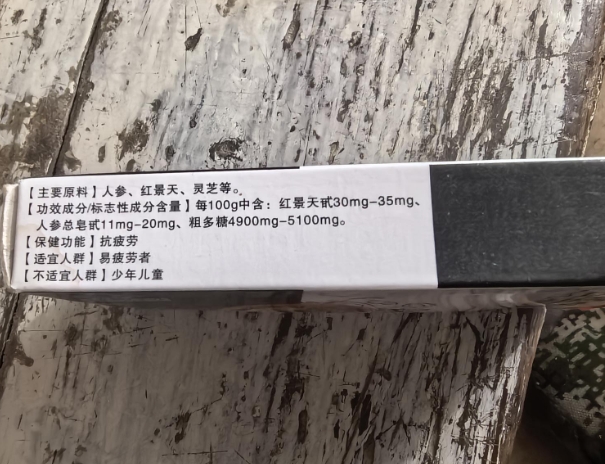 【主要原料】人参、红景天、灵芝等。
【功效成分/标志性成分含量】每100g中含：红景天甙30mg-35mg、
人参总皂甙11mg-20mg、粗多糖4900mg-5100mg。
【保健功能】抗疲劳
【适宜人群】易疲劳者
【不适宜人群】少年儿童